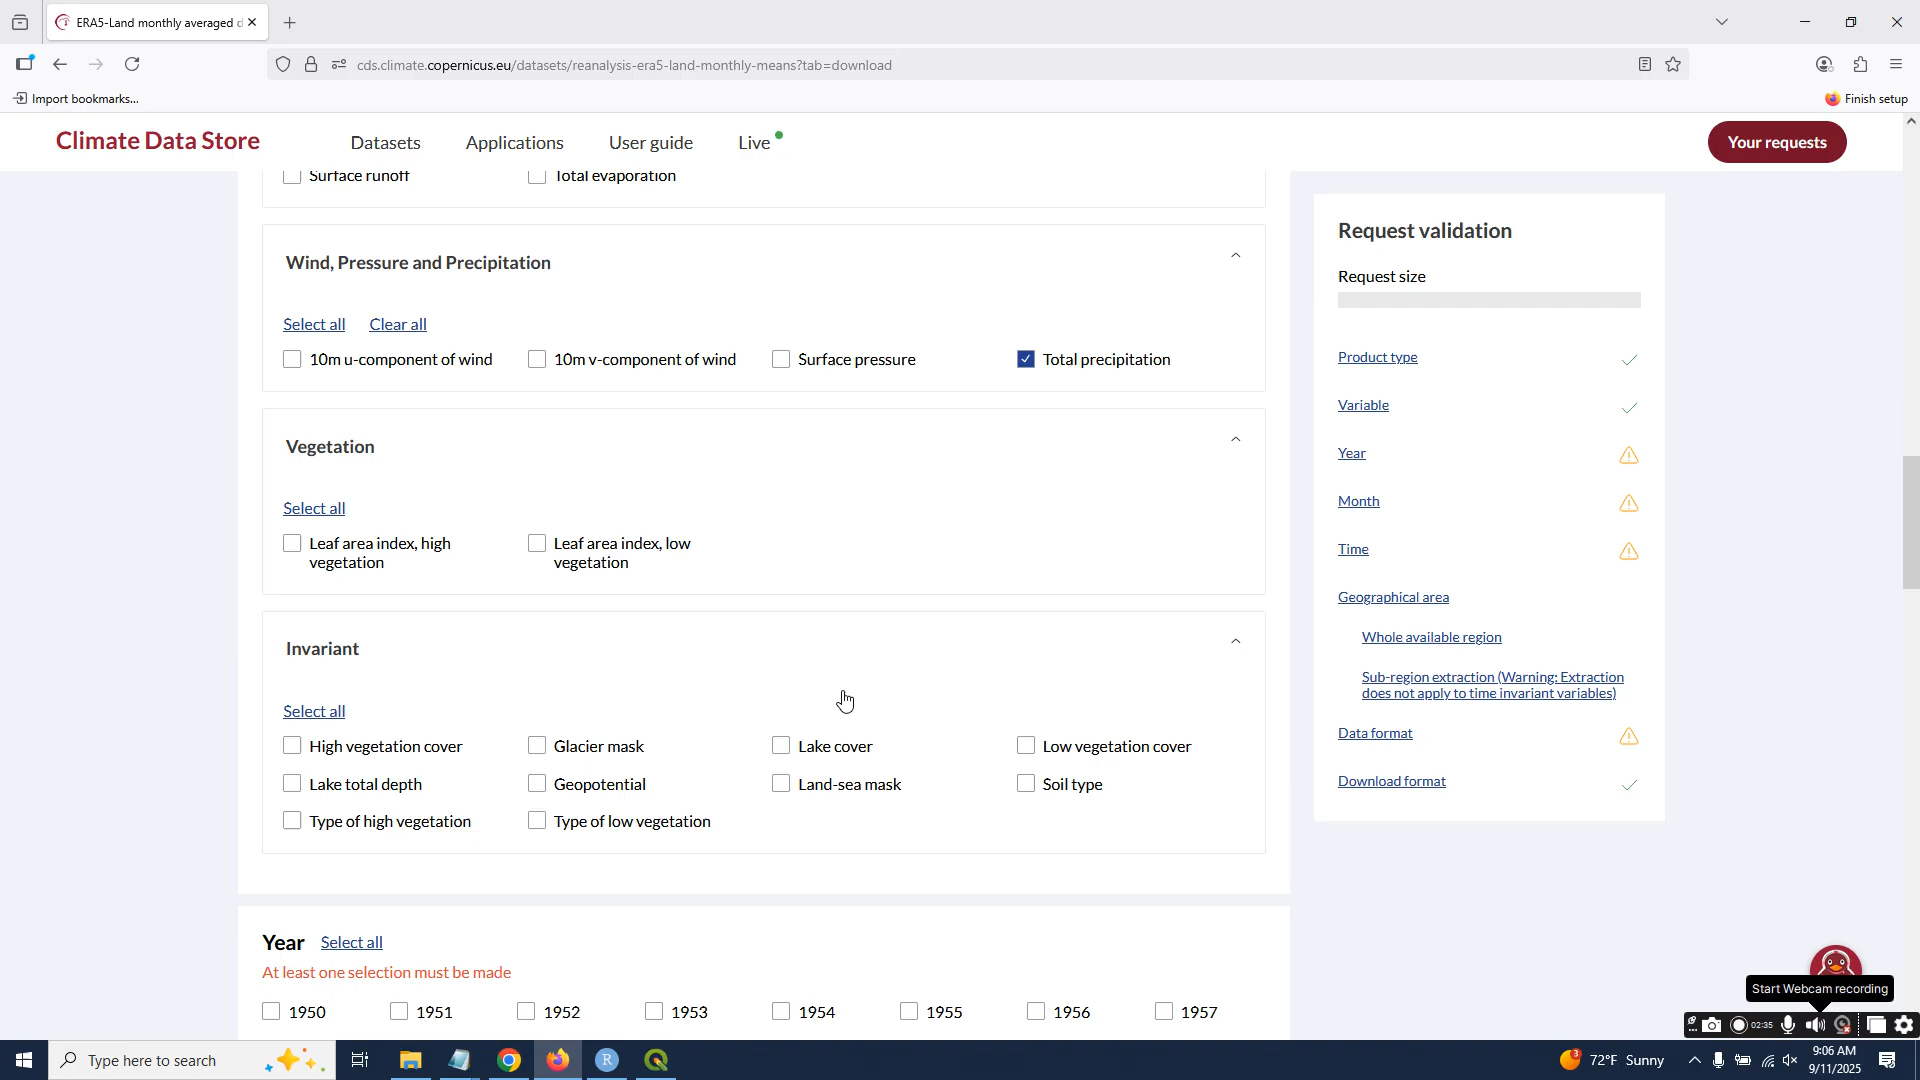 ERA5-Land monthly averaged d
cds.climate.copernicus.eu/datasets/reanalysis-era5-land-monthly-means?tab=download
Import bookmarks...
Finish setup
Climate Data Store
Datasets
Applications
User guide
Live
Your requests
Surface runoff
Total evaporation
Wind, Pressure and Precipitation
Select all
Clear all
10m u-component of wind
10m v-component of wind
Surface pressure
Total precipitation
Vegetation
Select all
Leaf area index, high
vegetation
Leaf area index, low
vegetation
Invariant
Select all
High vegetation cover
Glacier mask
Lake cover
Low vegetation cover
Lake total depth
Geopotential
Land-sea mask
Soil type
Type of high vegetation
Type of low vegetation
Year
Select all
At least one selection must be made
1950
1951
1952
1953
1954
1955
1956
1957
Request validation
Request size
Product type
Variable
Year
Month
Time
Geographical area
Whole available region
Sub-region extraction (Warning: Extraction
does not apply to time invariant variables)
Data format
Download format
Start Webcam recording
02:35
Type here to search
R
3
72°F Sunny
9:06 AM
9/11/2025